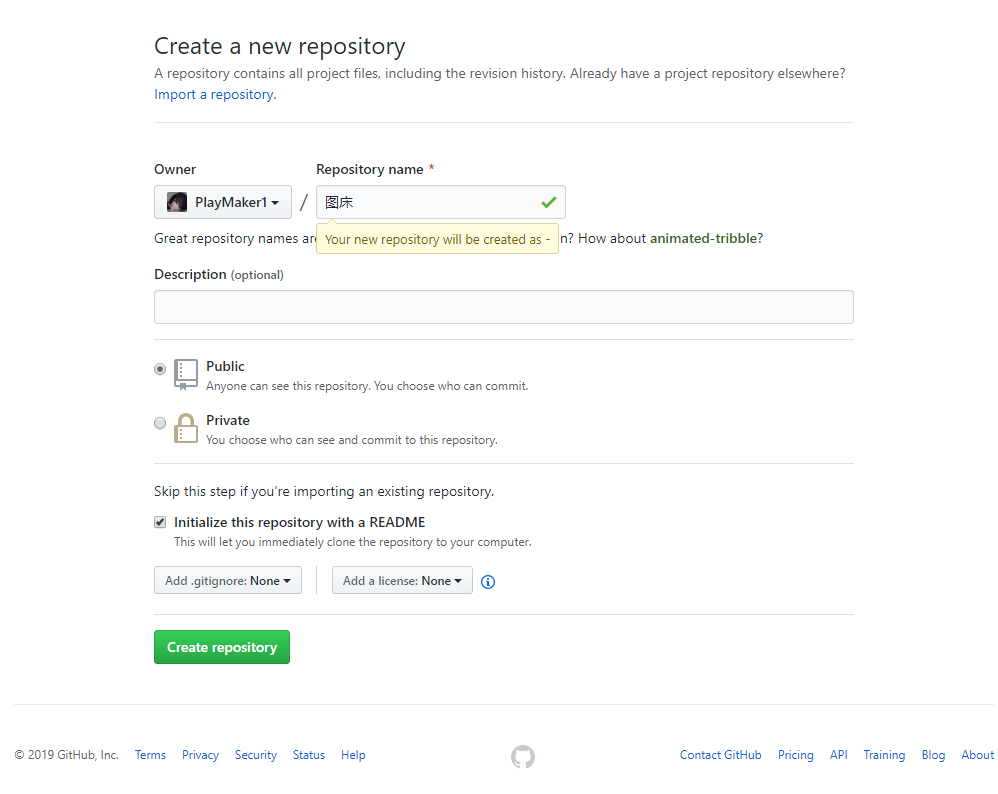 Create a new repository
A repository contains all project files, including the revision history. Already have a project repository elsewhere?
Import a repository.
Owner
Repository name *
PlayMaker1
/
图床
Great repository names are
Your new repository will be created as -
n? How about animated-tribble?
Description (optional)
Public
Anyone can see this repository. You choose who can commit.
Private
You choose who can see and commit to this repository.
Skip this step if you’re importing an existing repository.
Initialize this repository with a README
This will let you immediately clone the repository to your computer.
Add .gitignore: None
Add a license: None
Create repository
© 2019 GitHub, Inc. Terms Privacy Security Status Help Contact GitHub Pricing API Training Blog About